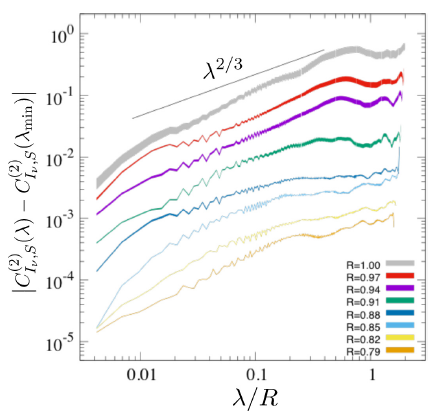 10⁰
10⁻¹
10⁻²
10⁻³
10⁻⁴
10⁻⁵
|C^{(2)}_{I_ν,S}(λ) − C^{(2)}_{I_ν,S}(λ_min)|
λ^{2/3}
R=1.00
R=0.97
R=0.94
R=0.91
R=0.88
R=0.85
R=0.82
R=0.79
0.01 0.1 1
λ/R